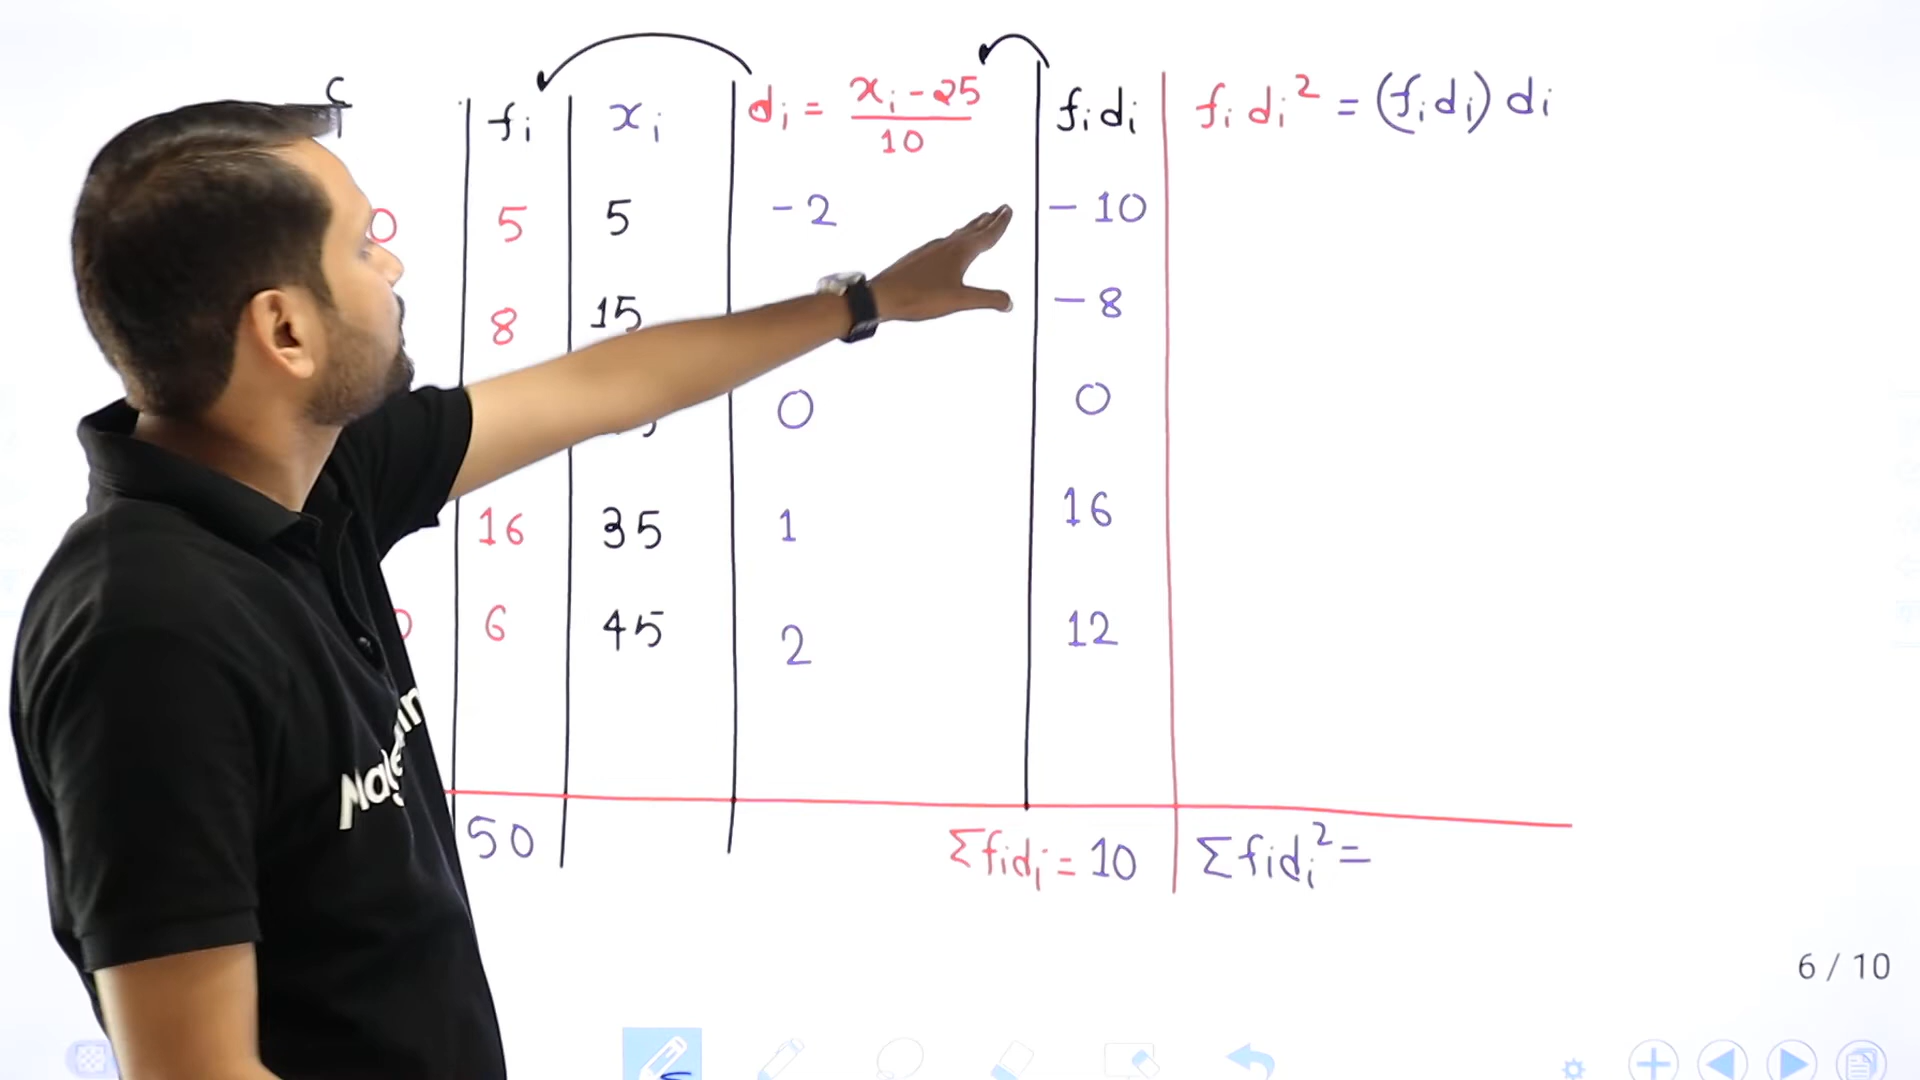 fᵢ xᵢ dᵢ = (xᵢ - 25)/10 fᵢdᵢ fᵢdᵢ² = (fᵢdᵢ) dᵢ
0 5 5 -2 -10
8 15 -8
0 0
16 35 1 16
6 45 2 12
50 Σfᵢdᵢ = 10 Σfᵢdᵢ² =
6 / 10